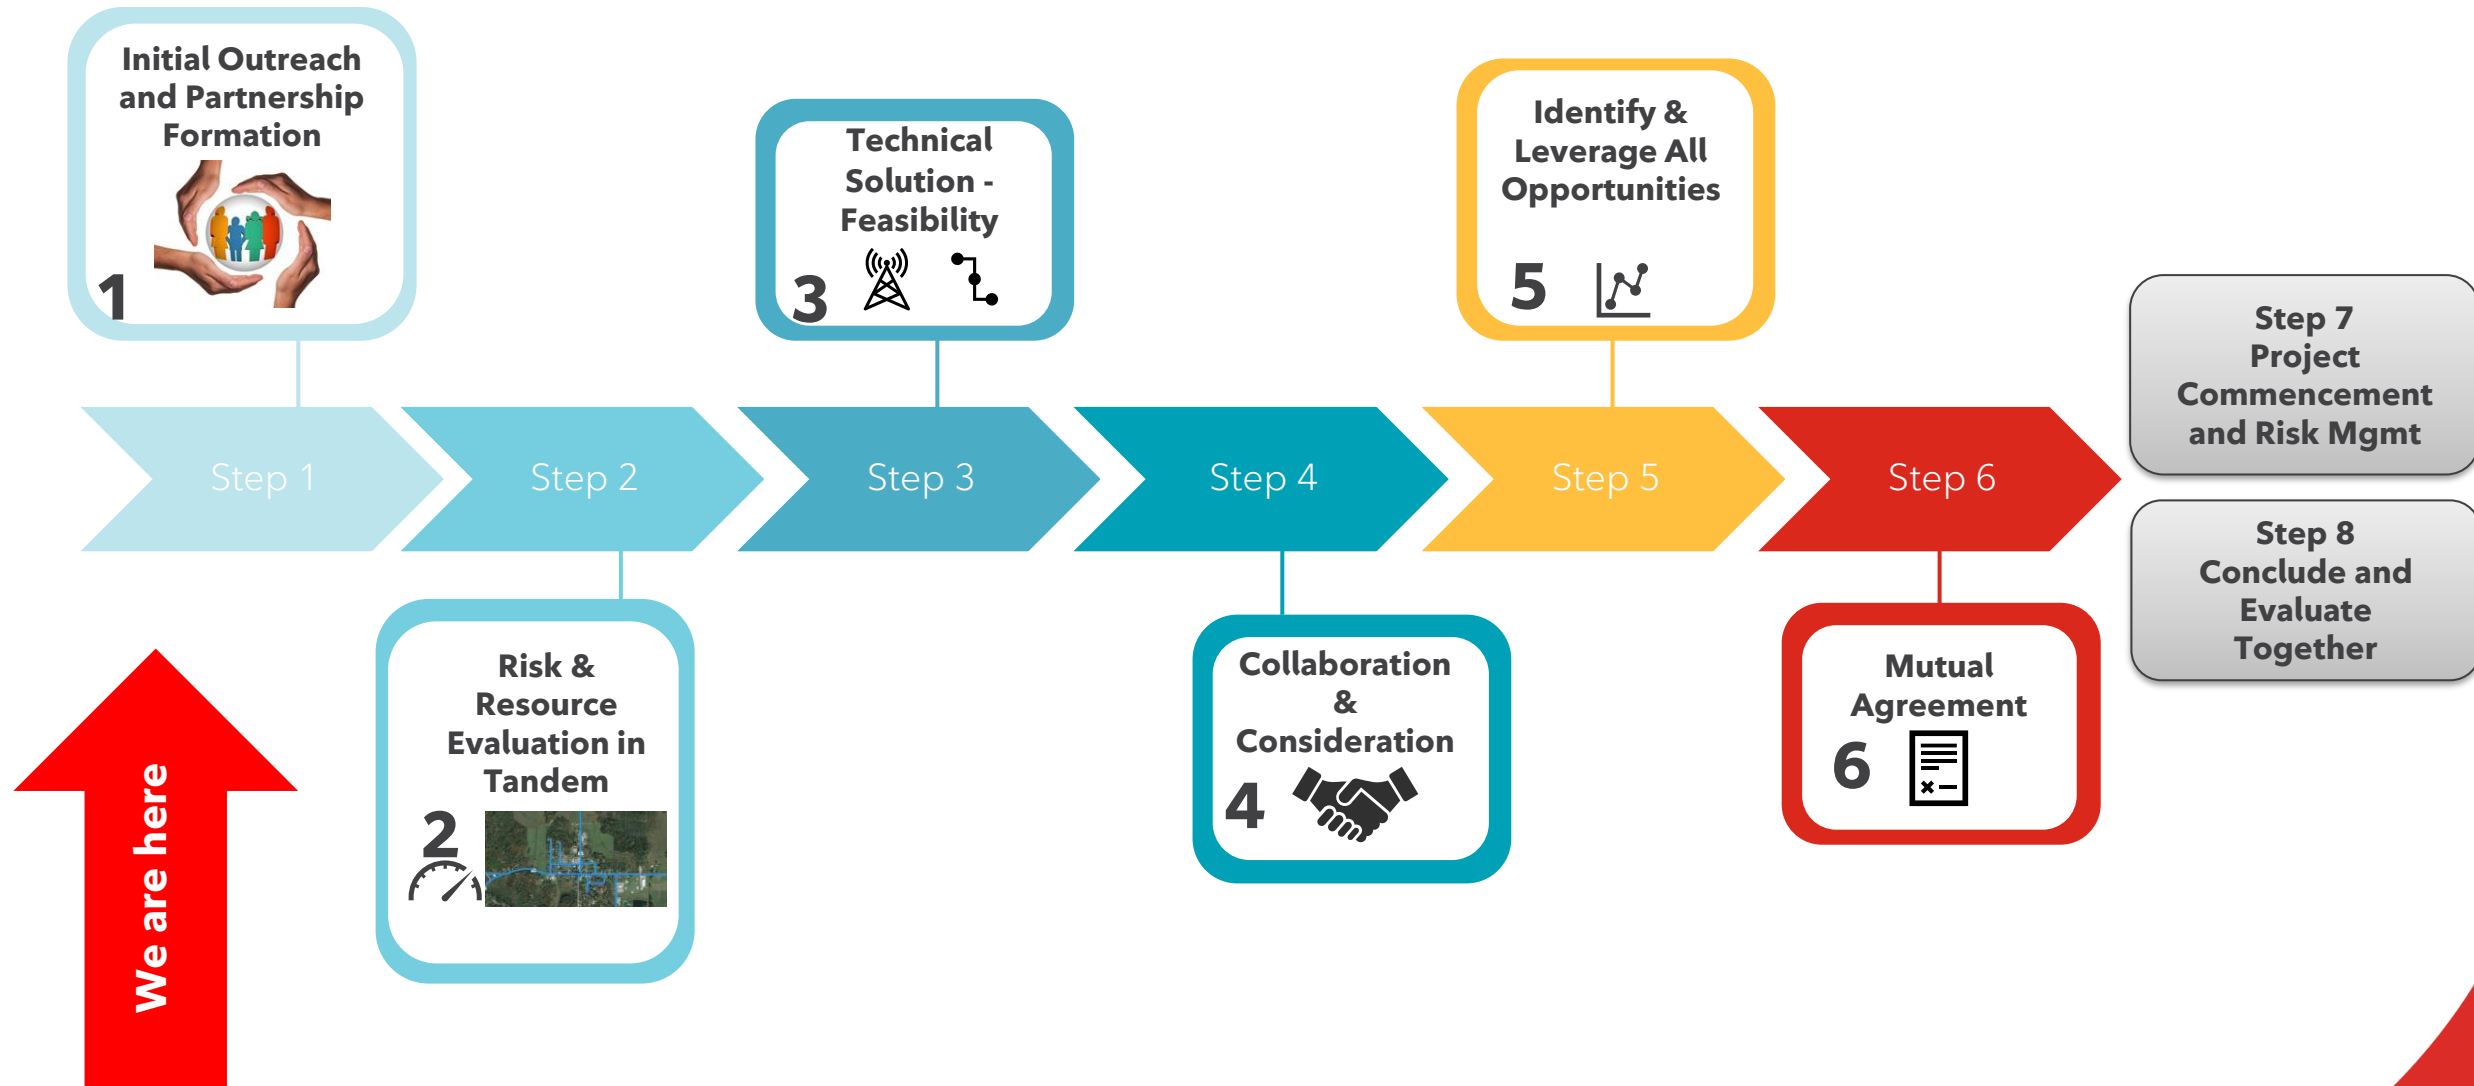 Initial Outreach
and Partnership
Formation
1
Technical
Solution -
Feasibility
3
Identify &
Leverage All
Opportunities
5
Step 7
Project
Commencement
and Risk Mgmt
Step 1
Step 2
Step 3
Step 4
Step 5
Step 6
Step 8
Conclude and
Evaluate
Together
We are here
Risk &
Resource
Evaluation in
Tandem
2
Collaboration
&
Consideration
4
Mutual
Agreement
6